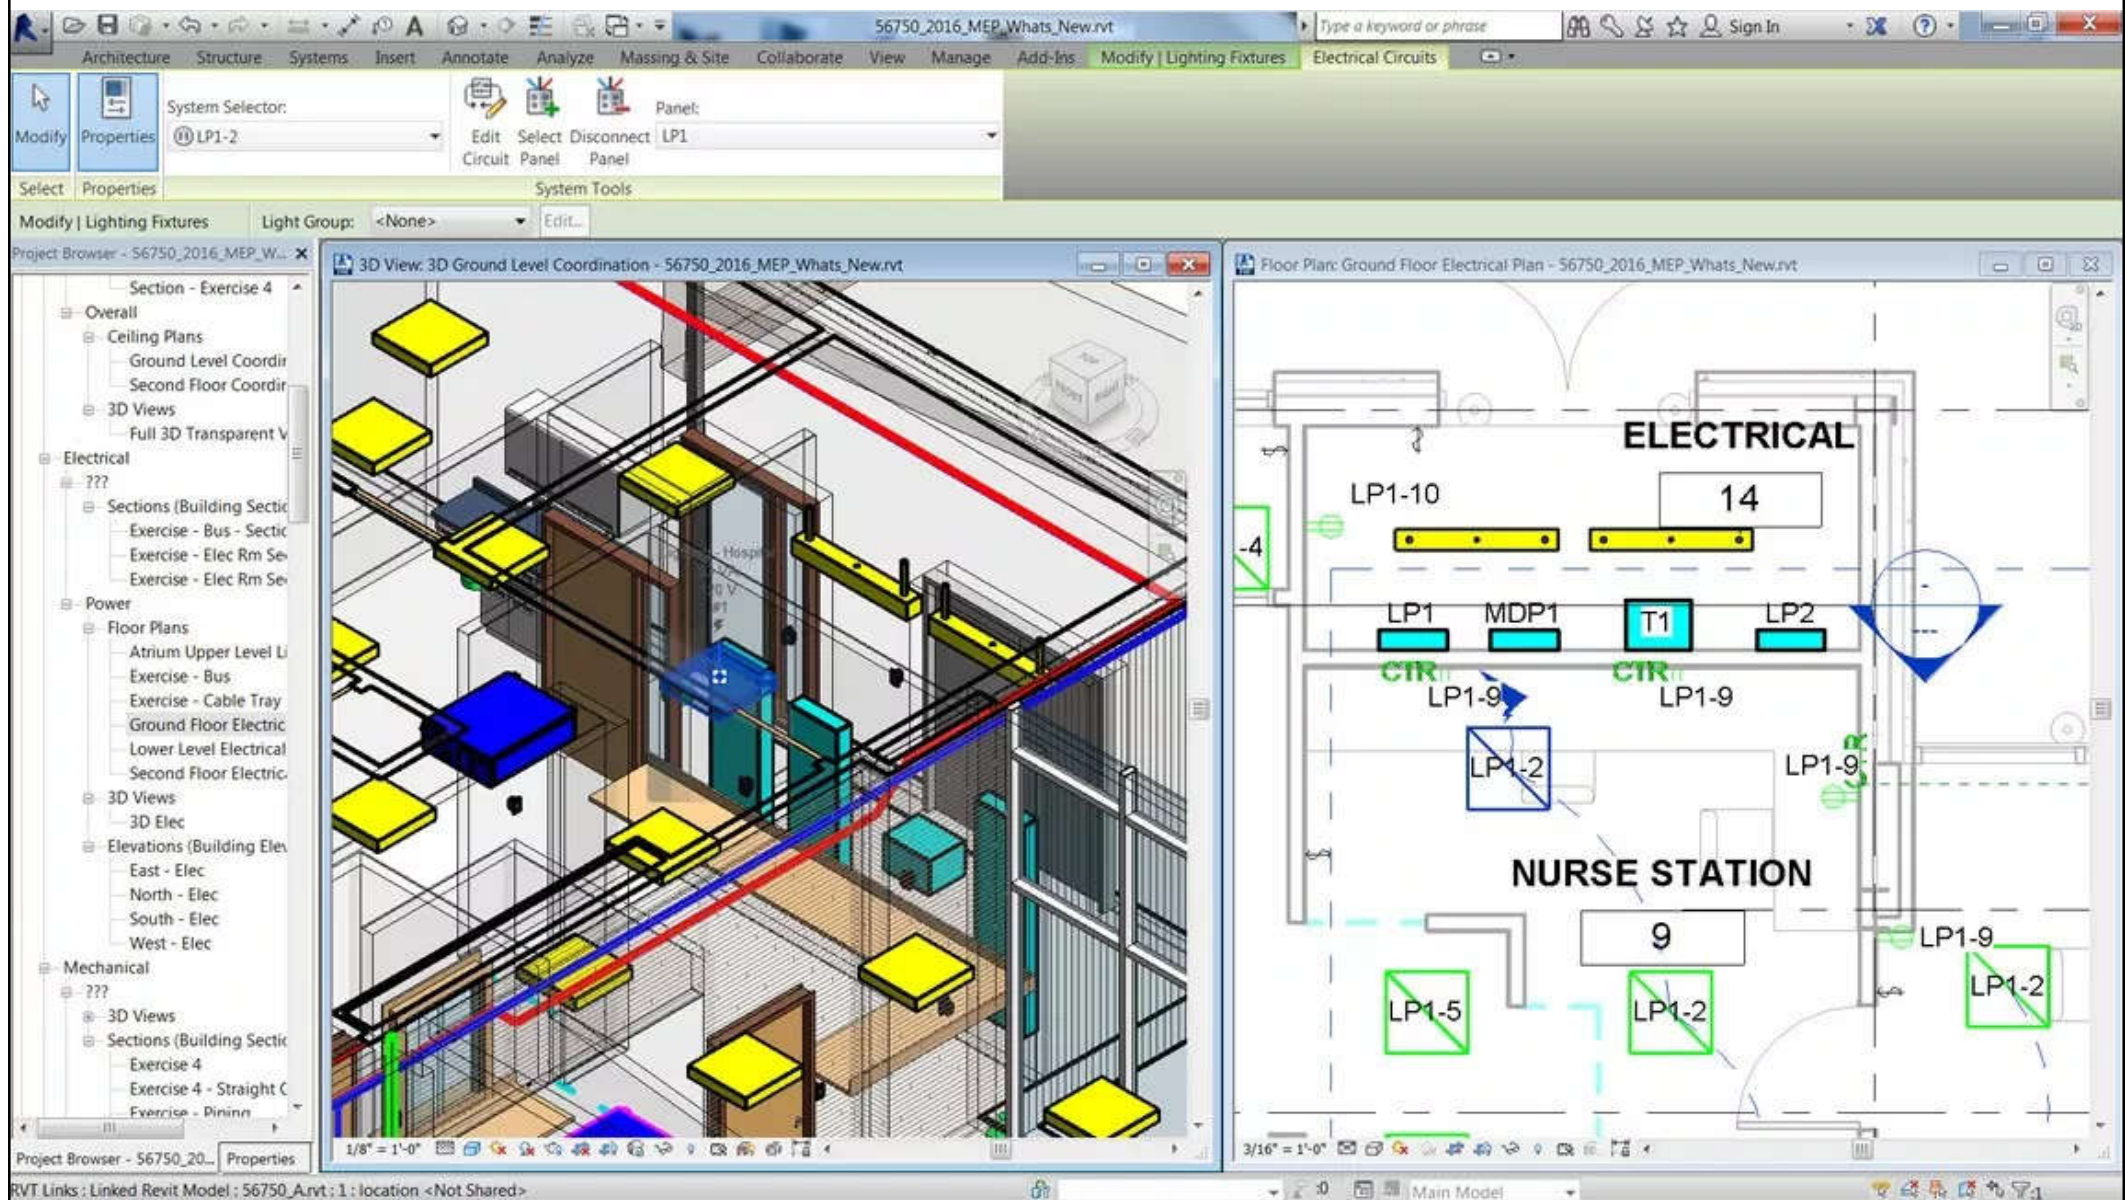 56750_2016_MEP_Whats_New.rvt
Type a keyword or phrase
Sign In
Architecture Structure Systems Insert Annotate Analyze Massing & Site Collaborate View Manage Add-Ins Modify | Lighting Fixtures Electrical Circuits
Modify
Properties
System Selector:
LP1-2
Edit Circuit
Select Panel
Disconnect Panel
Panel:
LP1
Select Properties System Tools
Modify | Lighting Fixtures Light Group: <None> Edit...
Project Browser - 56750_2016_MEP_W...
Section - Exercise 4
Overall
Ceiling Plans
Ground Level Coordir
Second Floor Coordir
3D Views
Full 3D Transparent V
Electrical
???
Sections (Building Sectic
Exercise - Bus - Sectic
Exercise - Elec Rm Se
Exercise - Elec Rm Se
Power
Floor Plans
Atrium Upper Level Li
Exercise - Bus
Exercise - Cable Tray
Ground Floor Electric
Lower Level Electrical
Second Floor Electric
3D Views
3D Elec
Elevations (Building Elev
East - Elec
North - Elec
South - Elec
West - Elec
Mechanical
???
3D Views
Sections (Building Sectic
Exercise 4
Exercise 4 - Straight C
Exercise - Piping
Project Browser - 56750_20... Properties
3D View: 3D Ground Level Coordination - 56750_2016_MEP_Whats_New.rvt
TOP
FRONT RIGHT
1/8" = 1'-0"
Floor Plan: Ground Floor Electrical Plan - 56750_2016_MEP_Whats_New.rvt
ELECTRICAL
14
LP1-10
-4
LP1 MDP1 T1 LP2
CTR CTR
LP1-9 LP1-9
LP1-2
LP1-9
NURSE STATION
9
LP1-9
LP1-5 LP1-2 LP1-2
3/16" = 1'-0"
RVT Links : Linked Revit Model : 56750_A.rvt : 1 : location <Not Shared>
:0
Main Model
:1